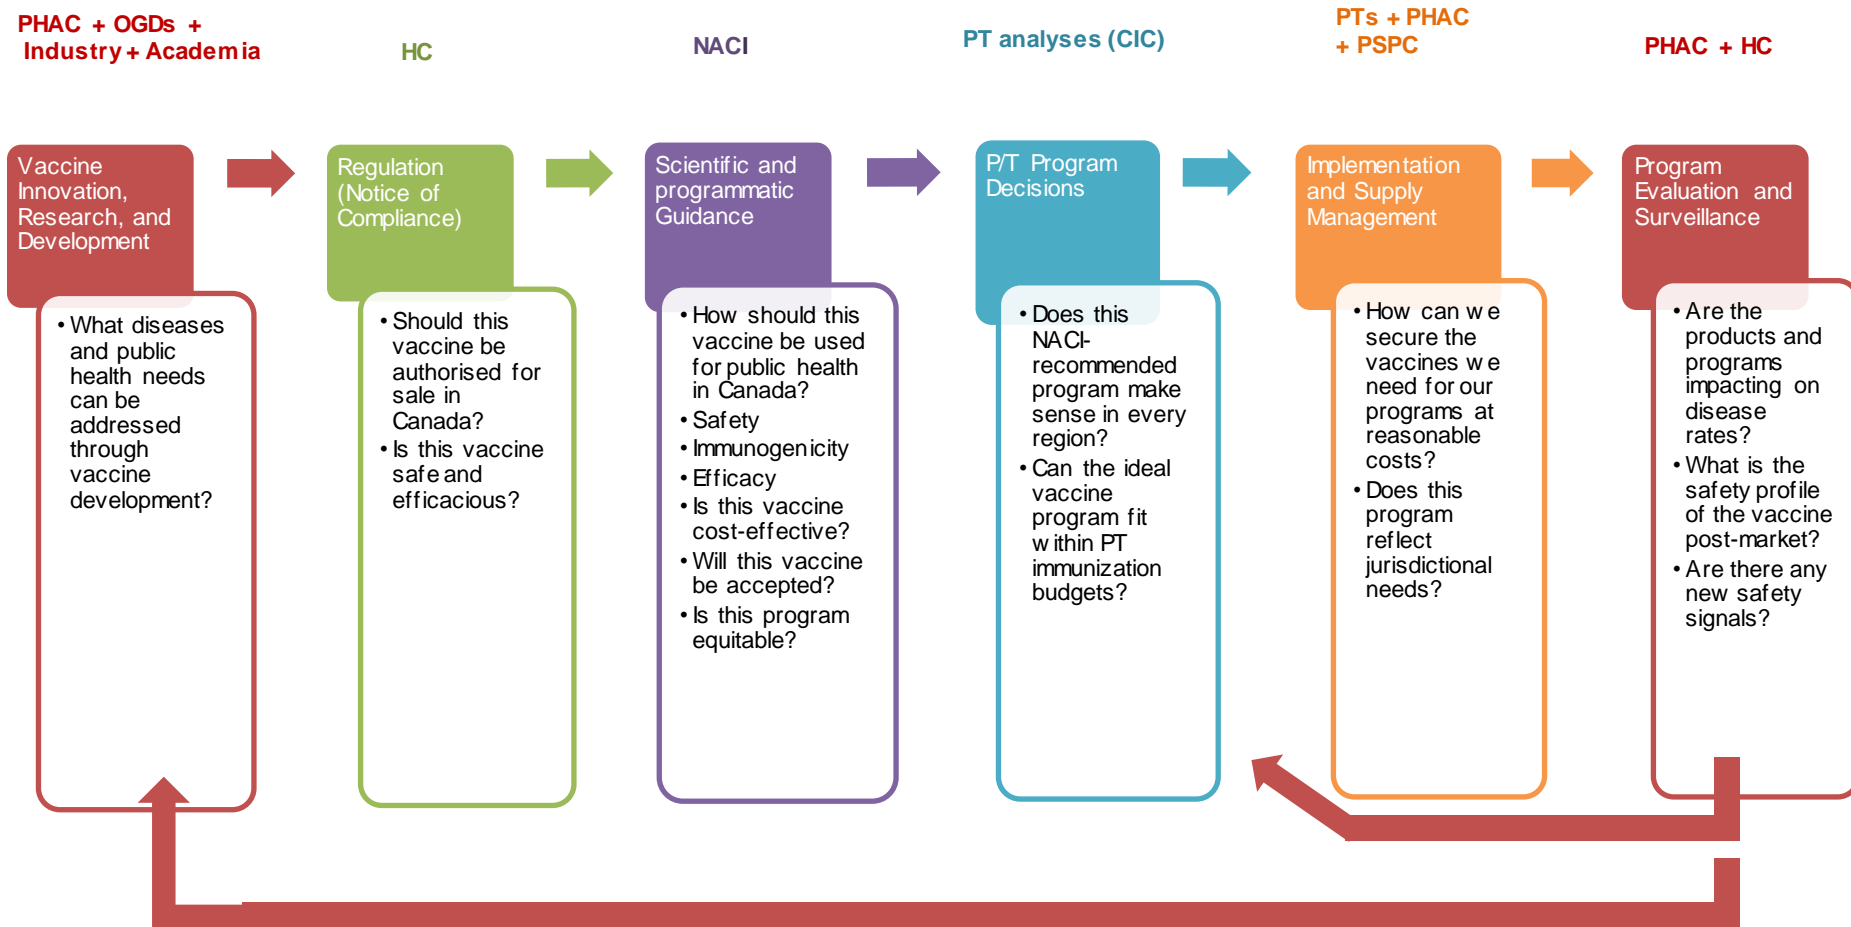 PHAC + OGDs +
Industry + Academia
HC
NACI
PT analyses (CIC)
PTs + PHAC
+ PSPC
PHAC + HC
Vaccine
Innovation,
Research, and
Development
• What diseases
and public
health needs
can be
addressed
through
vaccine
development?
Regulation
(Notice of
Compliance)
• Should this
vaccine be
authorised for
sale in
Canada?
• Is this vaccine
safe and
efficacious?
Scientific and
programmatic
Guidance
• How should this
vaccine be used
for public health
in Canada?
• Safety
• Immunogenicity
• Efficacy
• Is this vaccine
cost-effective?
• Will this vaccine
be accepted?
• Is this program
equitable?
P/T Program
Decisions
• Does this
NACI-
recommended
program make
sense in every
region?
• Can the ideal
vaccine
program fit
within PT
immunization
budgets?
Implementation
and Supply
Management
• How can we
secure the
vaccines we
need for our
programs at
reasonable
costs?
• Does this
program
reflect
jurisdictional
needs?
Program
Evaluation and
Surveillance
• Are the
products and
programs
impacting on
disease
rates?
• What is the
safety profile
of the vaccine
post-market?
• Are there any
new safety
signals?